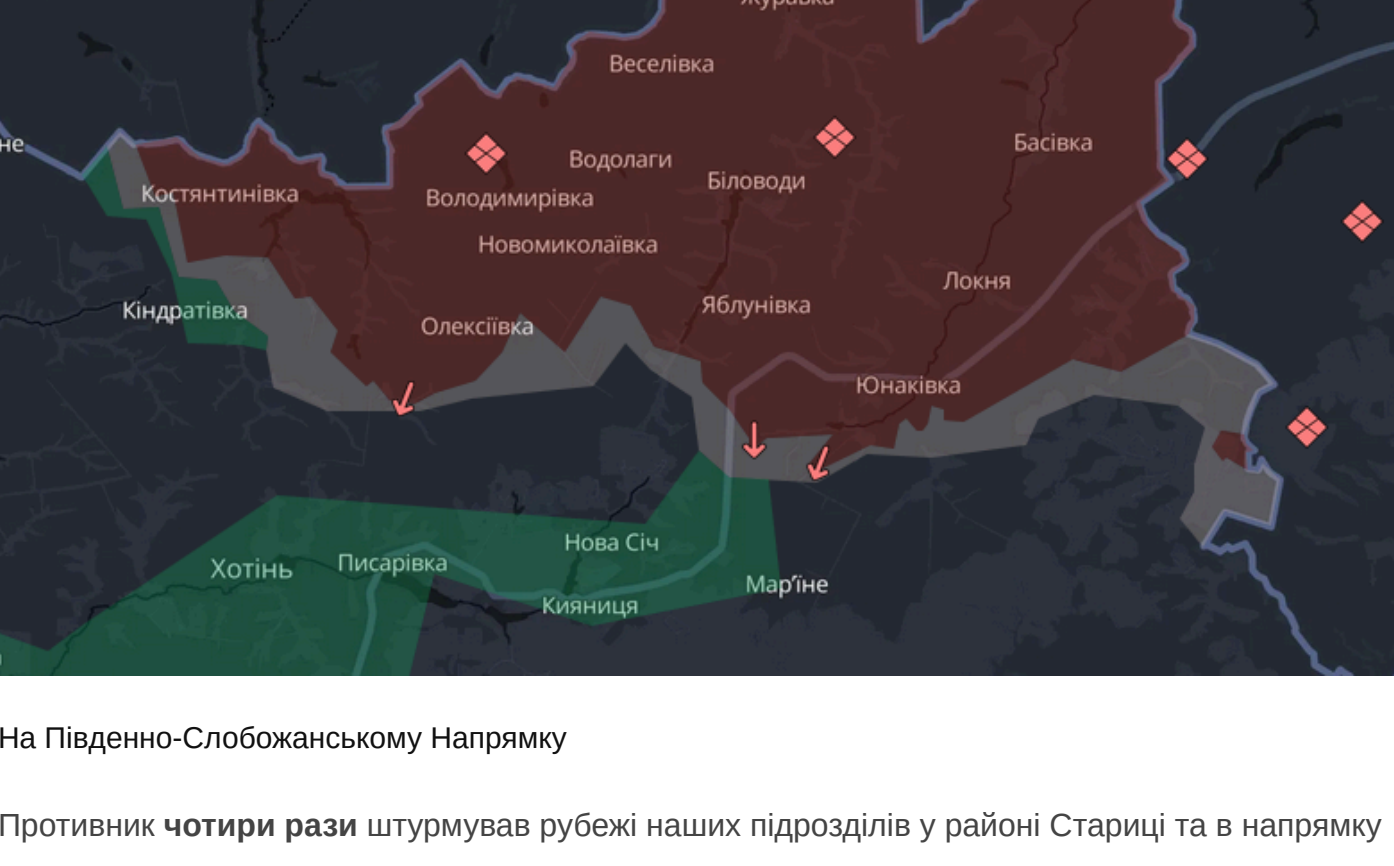 Журавка
Веселівка
не
Басівка
Водолаги
Біловоди
Костянтинівка
Володимирівка
Новомиколаївка
Локня
Яблунівка
Кіндратівка
Олексіївка
Юнаківка
Нова Січ
Писарівка
Хотінь
Мар’їне
Кияниця
На Південно-Слобожанському Напрямку
Противник чотири рази штурмував рубежі наших підрозділів у районі Стариці та в напрямку